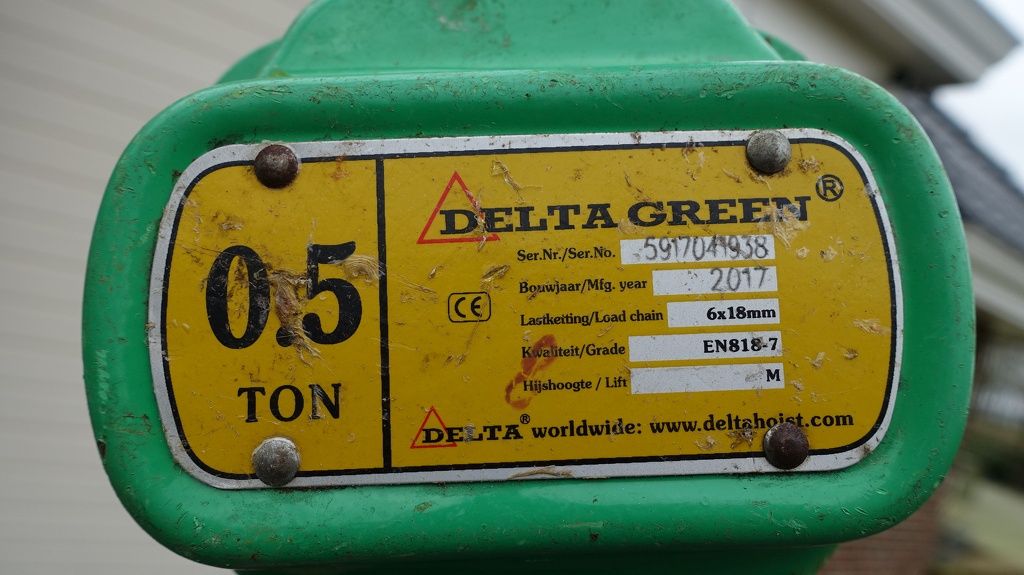 0.5
TON
DELTA GREEN®
Ser.Nr./Ser.No. 5917041938
Bouwjaar/Mfg. year 2017
CE
Lastketting/Load chain 6x18mm
Kwaliteit/Grade EN818-7
Hijshoogte / Lift M
DELTA® worldwide: www.deltahoist.com